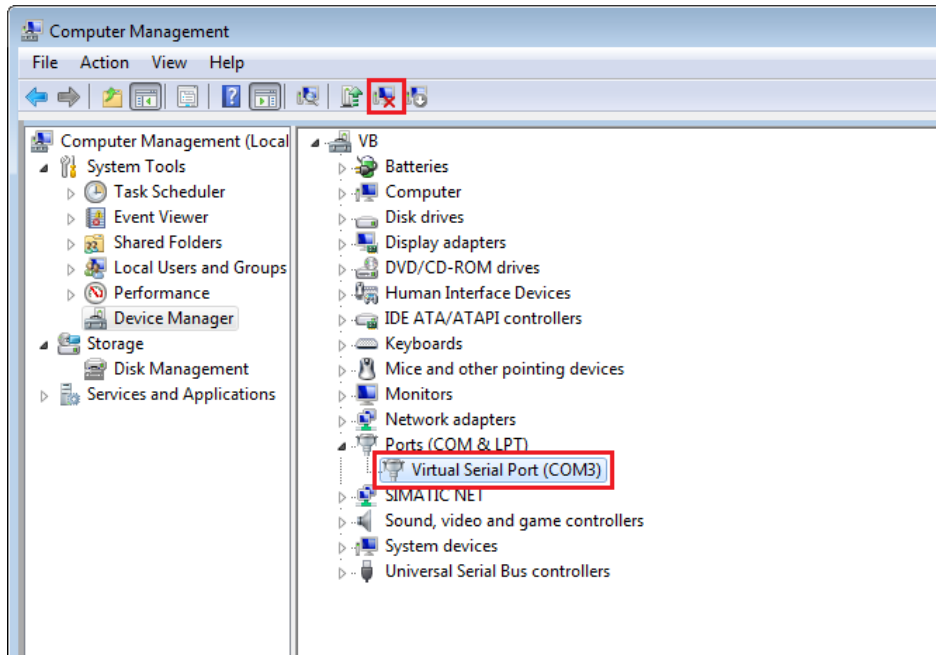 Computer Management
File Action View Help
Computer Management (Local
System Tools
Task Scheduler
Event Viewer
Shared Folders
Local Users and Groups
Performance
Device Manager
Storage
Disk Management
Services and Applications
VB
Batteries
Computer
Disk drives
Display adapters
DVD/CD-ROM drives
Human Interface Devices
IDE ATA/ATAPI controllers
Keyboards
Mice and other pointing devices
Monitors
Network adapters
Ports (COM & LPT)
Virtual Serial Port (COM3)
SIMATIC NET
Sound, video and game controllers
System devices
Universal Serial Bus controllers